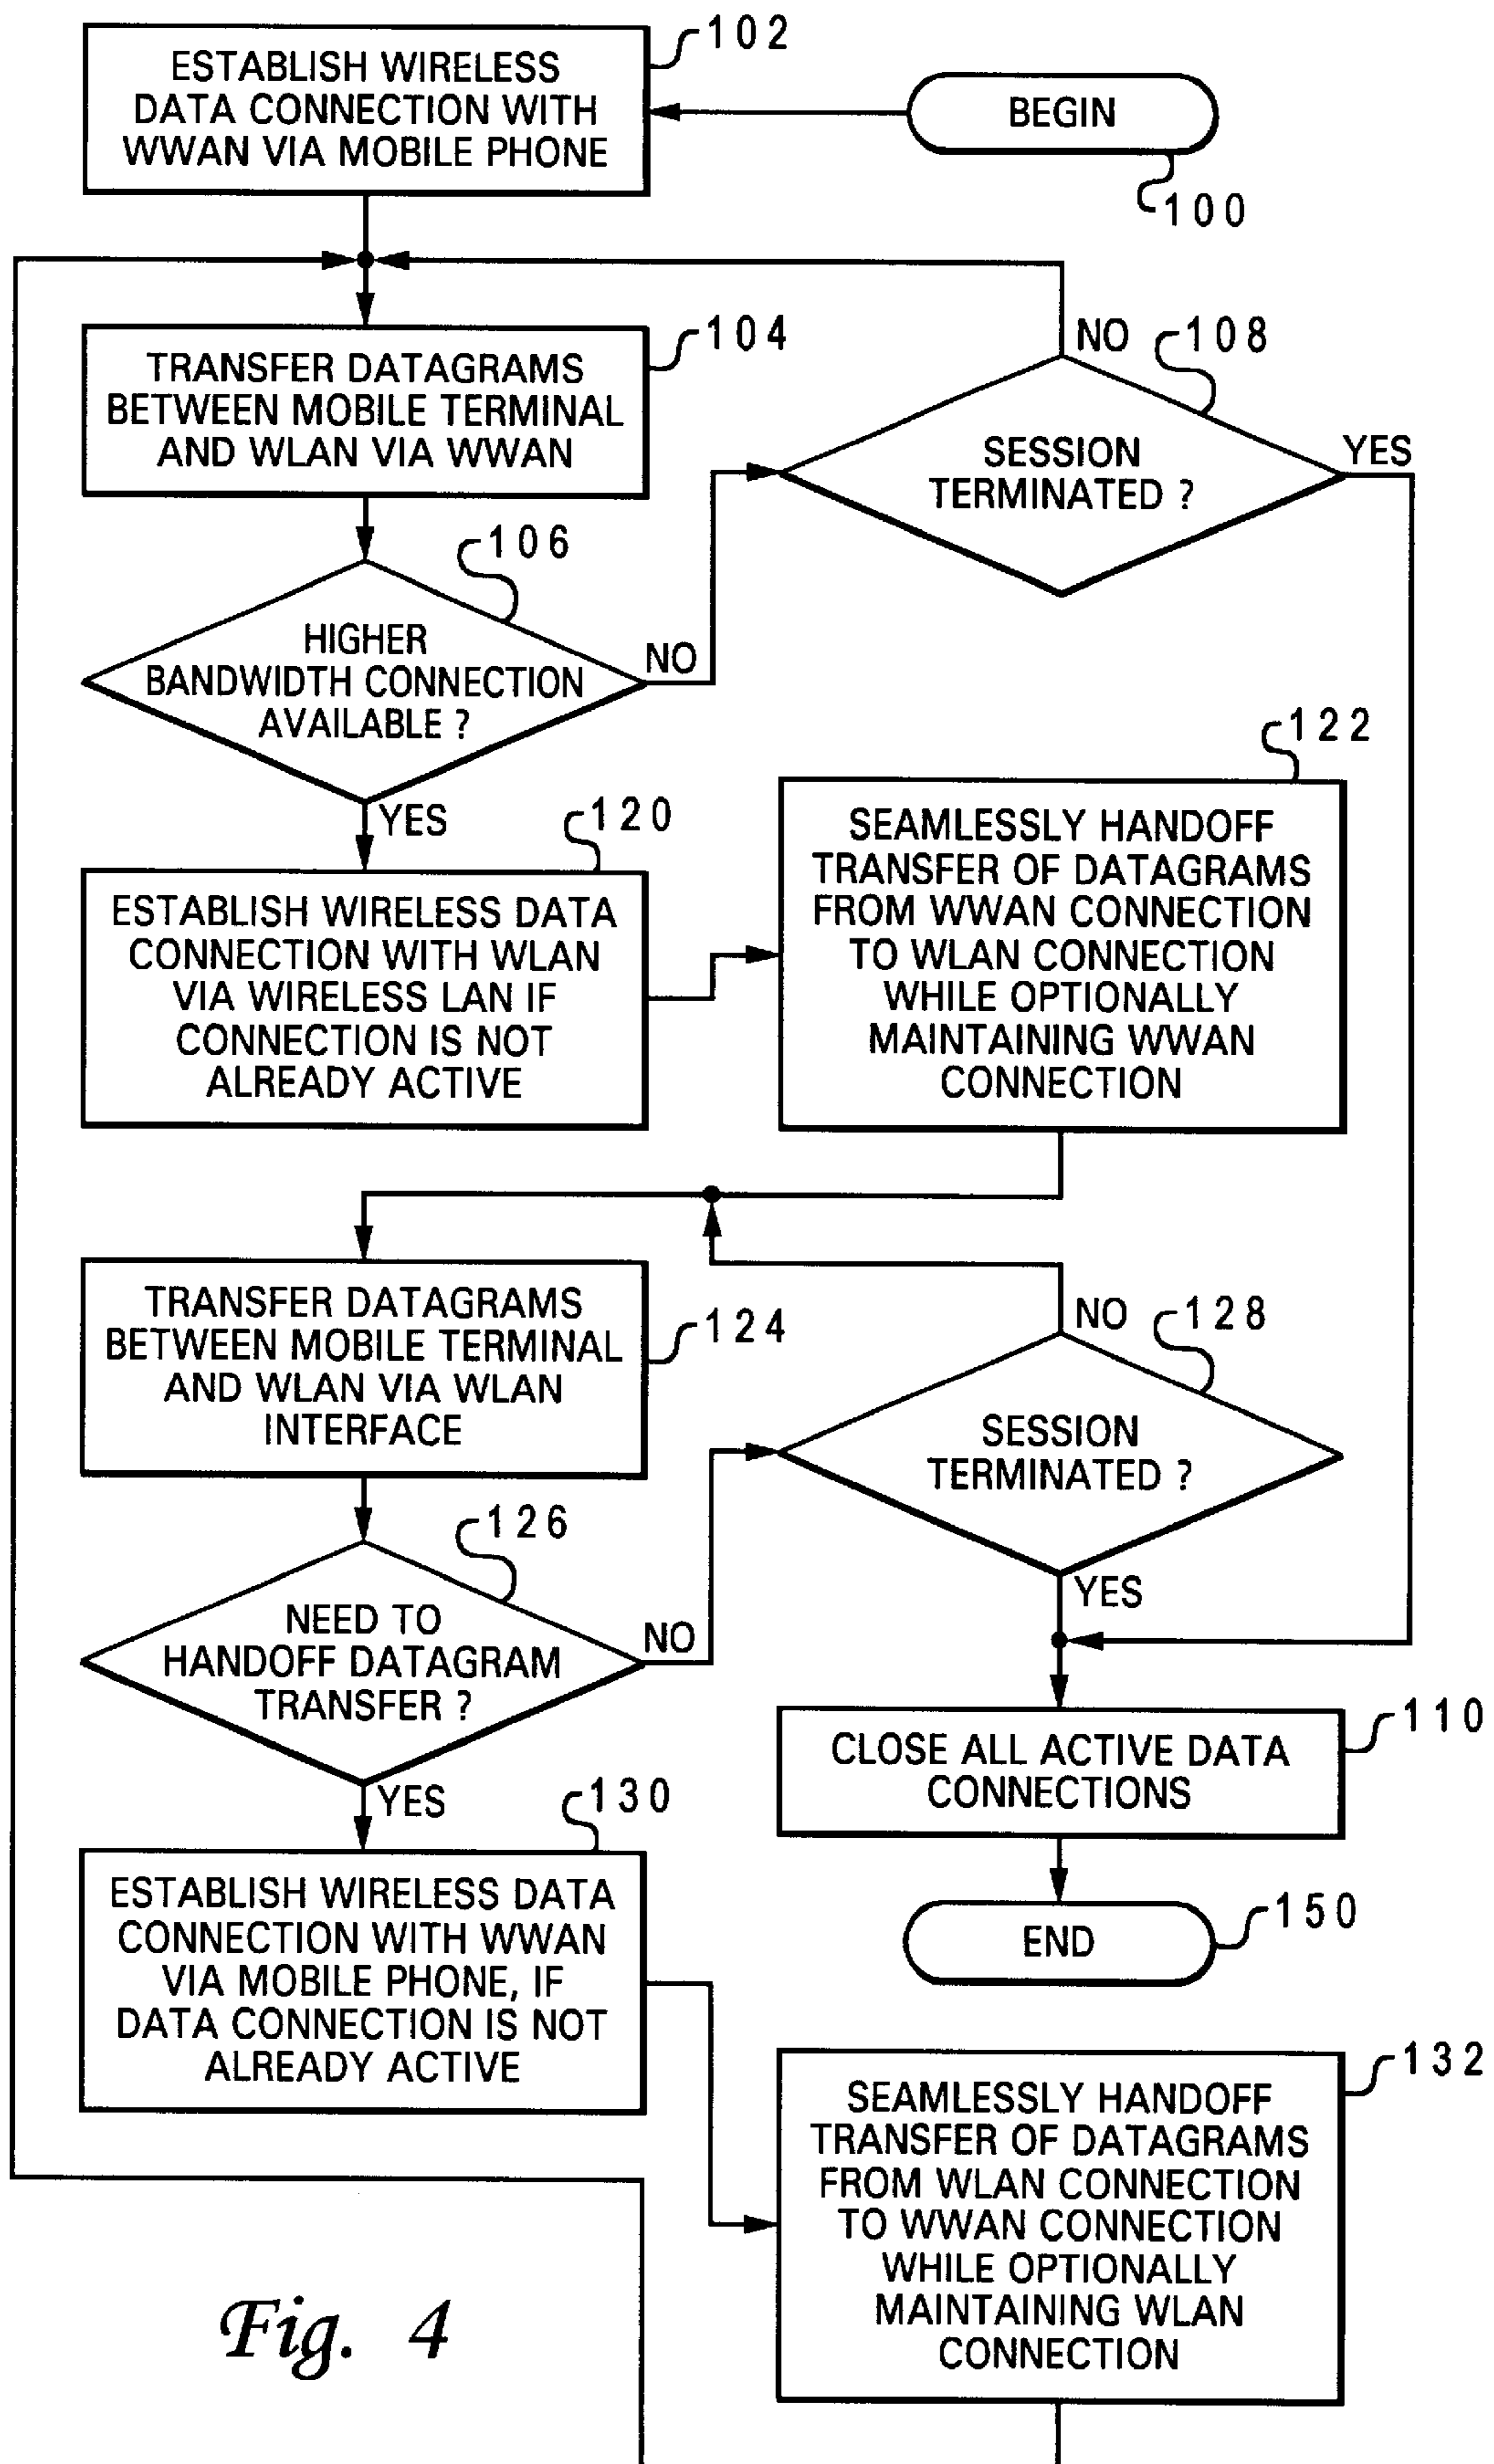 102
ESTABLISH WIRELESS
DATA CONNECTION WITH
WWAN VIA MOBILE PHONE
BEGIN
100
104
TRANSFER DATAGRAMS
BETWEEN MOBILE TERMINAL
AND WLAN VIA WWAN
NO
108
SESSION
TERMINATED ?
YES
106
HIGHER
BANDWIDTH CONNECTION
AVAILABLE ?
NO
YES
120
ESTABLISH WIRELESS DATA
CONNECTION WITH WLAN
VIA WIRELESS LAN IF
CONNECTION IS NOT
ALREADY ACTIVE
122
SEAMLESSLY HANDOFF
TRANSFER OF DATAGRAMS
FROM WWAN CONNECTION
TO WLAN CONNECTION
WHILE OPTIONALLY
MAINTAINING WWAN
CONNECTION
TRANSFER DATAGRAMS
BETWEEN MOBILE TERMINAL
AND WLAN VIA WLAN
INTERFACE
124
NO
128
SESSION
TERMINATED ?
YES
126
NEED TO
HANDOFF DATAGRAM
TRANSFER ?
NO
YES
110
CLOSE ALL ACTIVE DATA
CONNECTIONS
END
150
130
ESTABLISH WIRELESS DATA
CONNECTION WITH WWAN
VIA MOBILE PHONE, IF
DATA CONNECTION IS NOT
ALREADY ACTIVE
132
SEAMLESSLY HANDOFF
TRANSFER OF DATAGRAMS
FROM WLAN CONNECTION
TO WWAN CONNECTION
WHILE OPTIONALLY
MAINTAINING WLAN
CONNECTION
Fig. 4